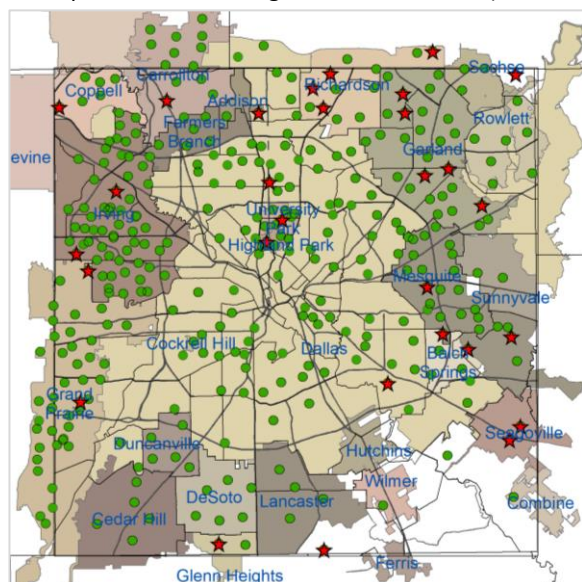 Sachse
Carrollton
Richardson
Coppell
Addison
Rowlett
Farmers
Branch
evine
Garland
Irving
University
Park
Highland Park
Mesquite
Sunnyvale
Cockrell Hill
Dallas
Balch
Springs
Grand
Prairie
Seagoville
Duncanville
Hutchins
DeSoto
Wilmer
Lancaster
Combine
Cedar Hill
Ferris
Glenn Heights